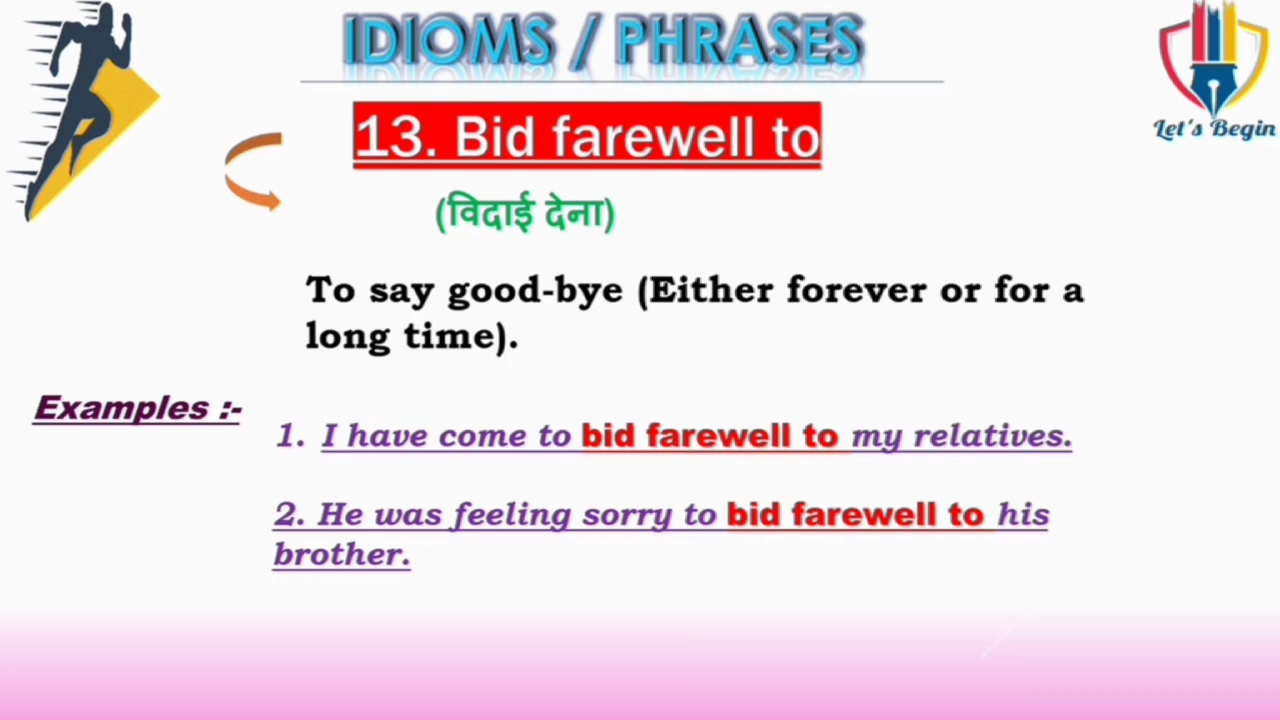 IDIOMS / PHRASES
Let's Begin
13. Bid farewell to
(विदाई देना)
To say good-bye (Either forever or for a
long time).
Examples :-
1. I have come to bid farewell to my relatives.
2. He was feeling sorry to bid farewell to his
brother.